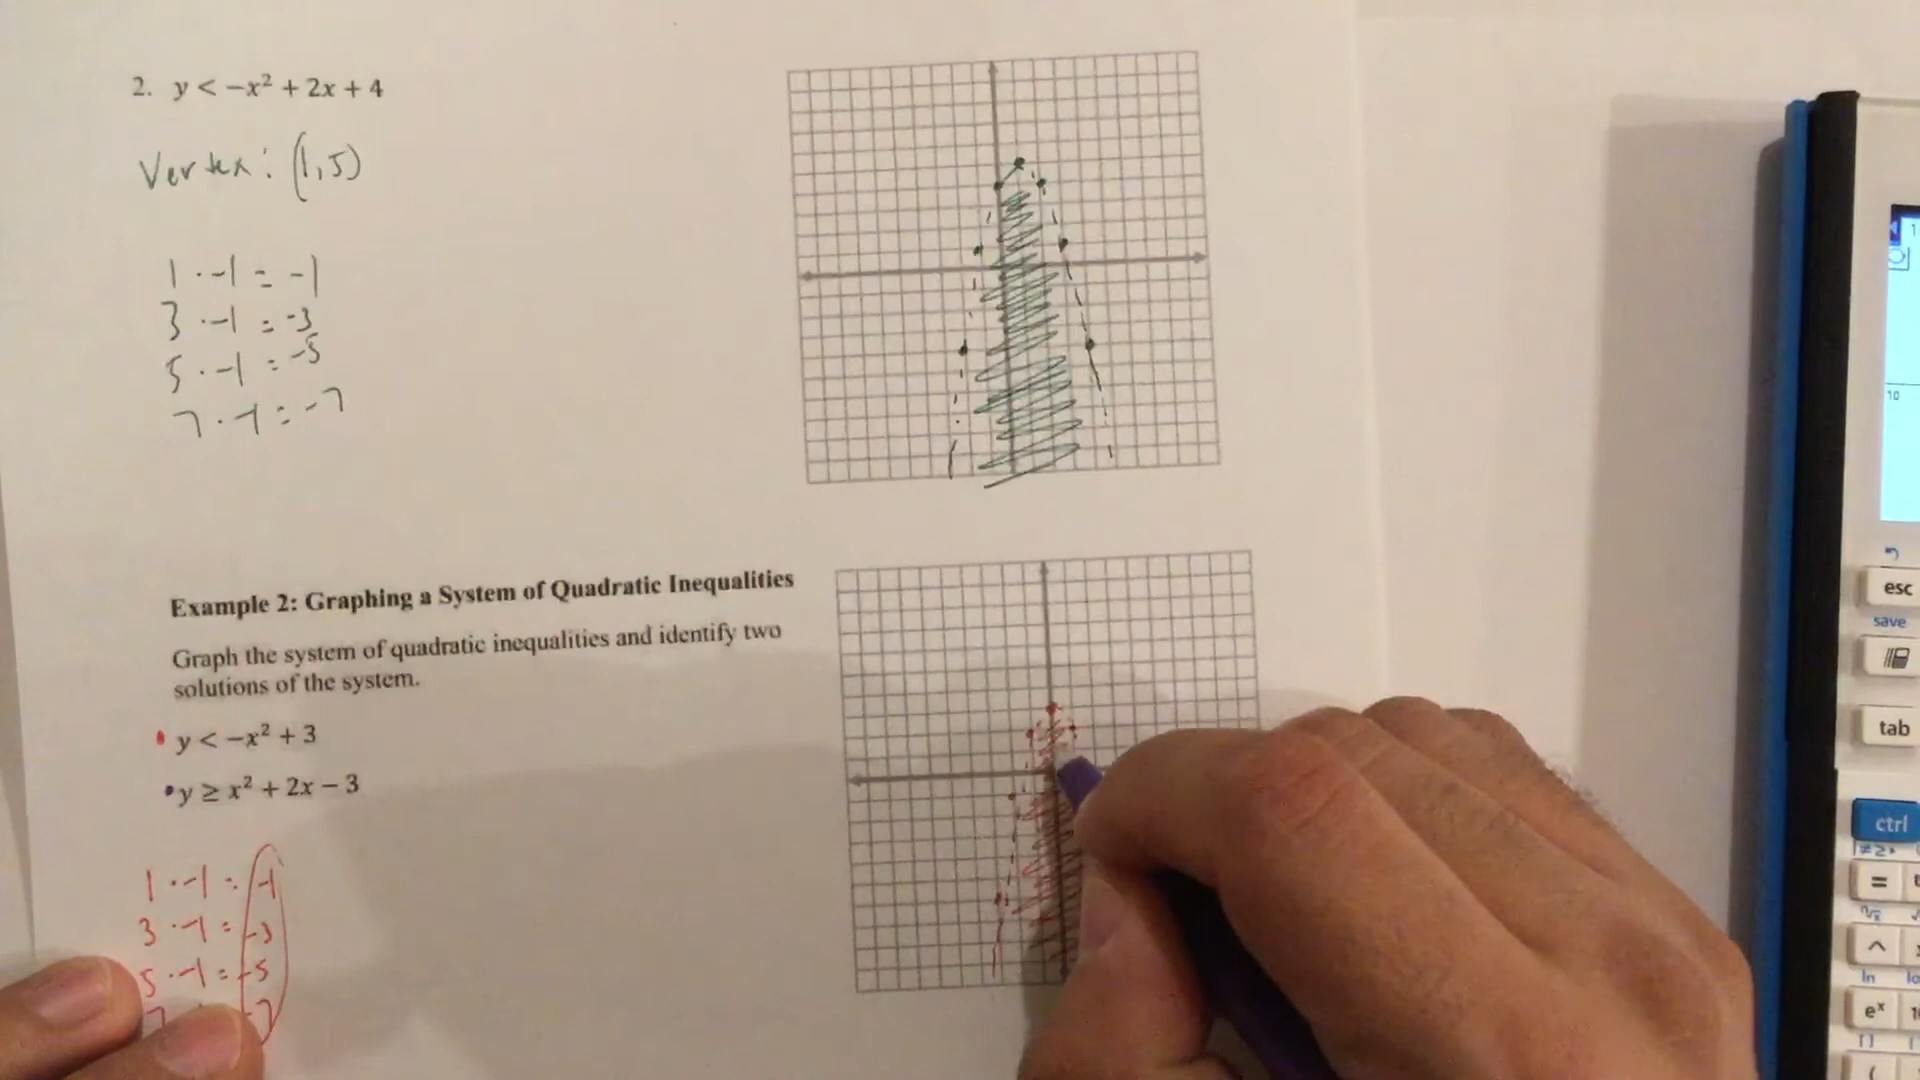 2. y < −x² + 2x + 4
Vertex: (1,5)
1 · -1 = -1
3 · -1 = -3
5 · -1 = -5
7 · -1 = -7
Example 2: Graphing a System of Quadratic Inequalities
Graph the system of quadratic inequalities and identify two
solutions of the system.
y < −x² + 3
y ≥ x² + 2x − 3
1 · -1 = -1
3 · -1 = -3
5 · -1 = -5
7
-7
10
esc
save
tab
ctrl
≠≥›
=
^
ln
eˣ
[]
(